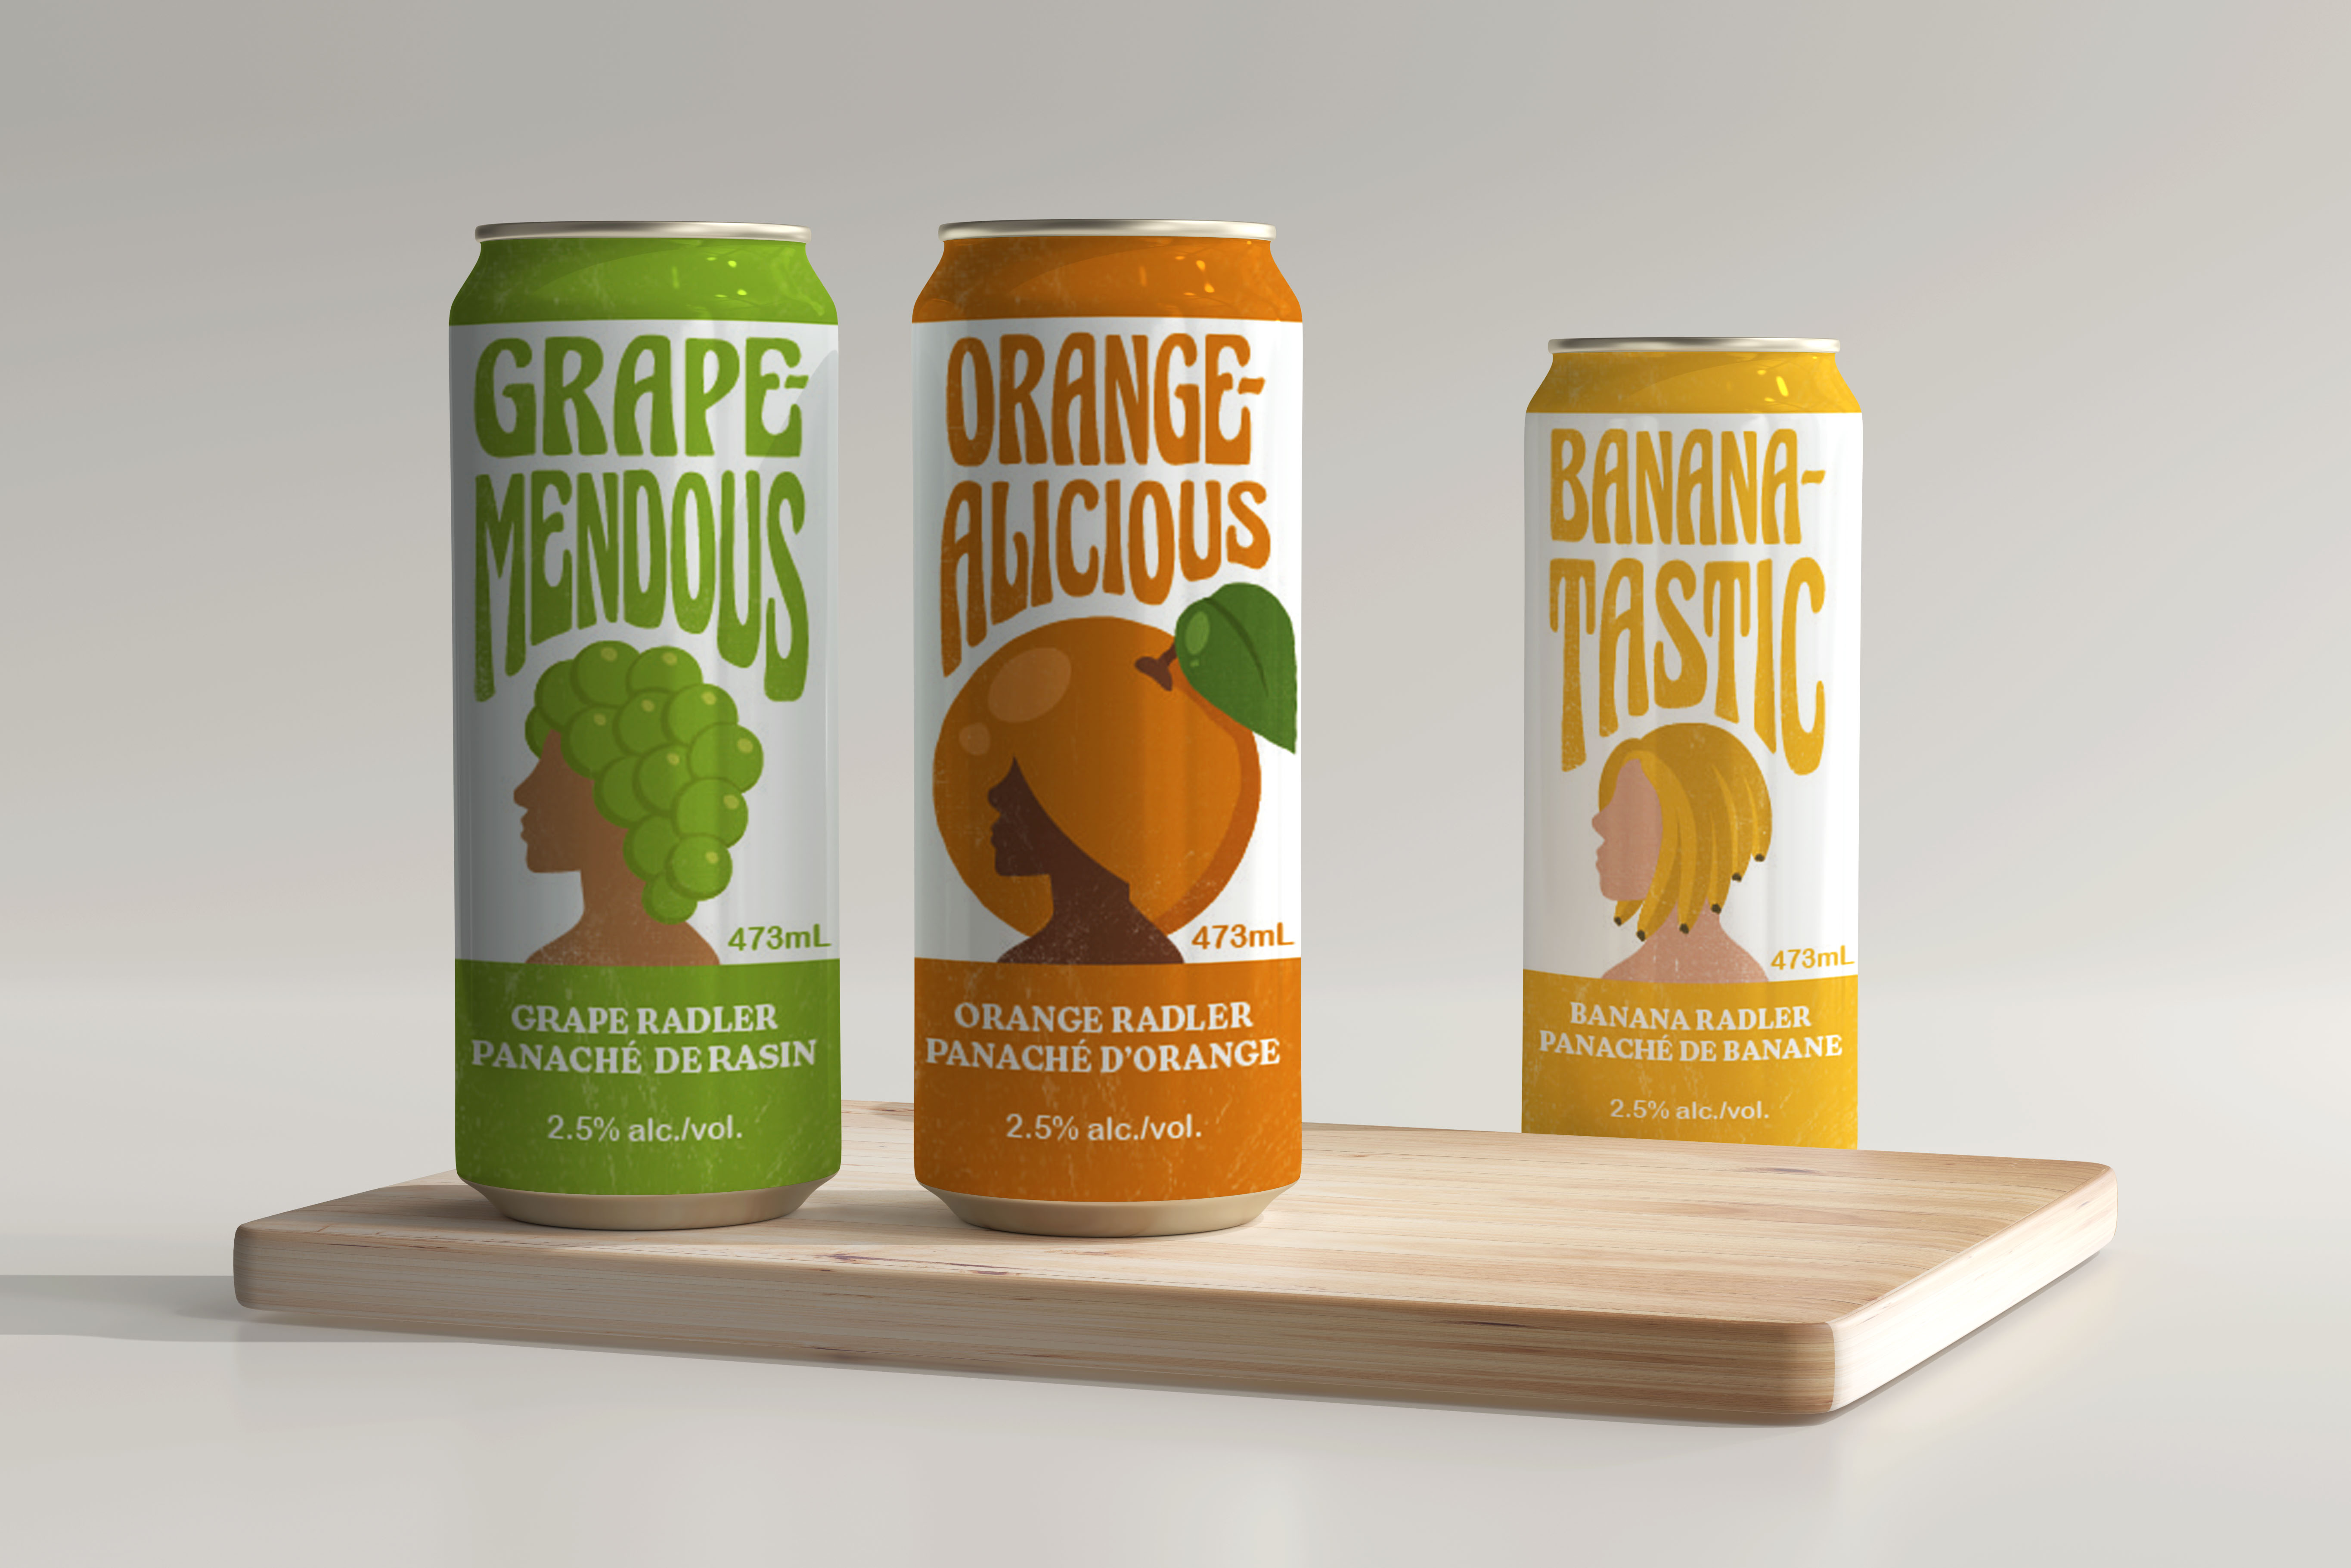 GRAPE-
MENDOUS
473mL
GRAPE RADLER
PANACHÉ DE RASIN
2.5% alc./vol.
ORANGE-
ALICIOUS
473mL
ORANGE RADLER
PANACHÉ D'ORANGE
2.5% alc./vol.
BANANA-
TASTIC
473mL
BANANA RADLER
PANACHÉ DE BANANE
2.5% alc./vol.